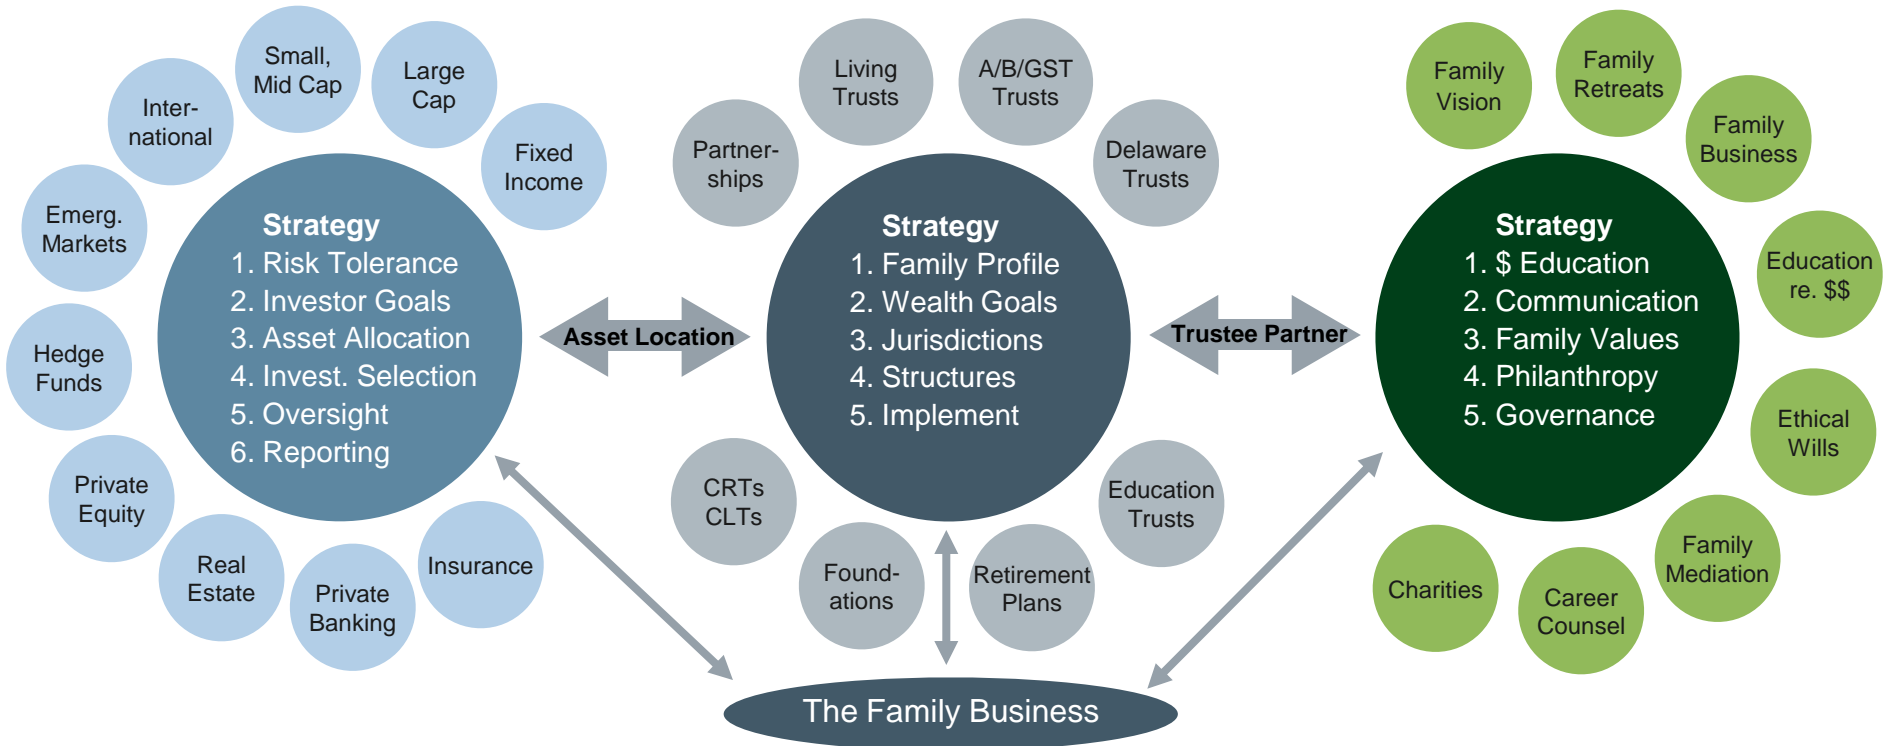 Small,
Mid Cap
Large
Cap
Inter-
national
Fixed
Income
Emerg.
Markets
Hedge
Funds
Private
Equity
Real
Estate
Private
Banking
Insurance
Strategy
1. Risk Tolerance
2. Investor Goals
3. Asset Allocation
4. Invest. Selection
5. Oversight
6. Reporting
Asset Location
Partner-
ships
Living
Trusts
A/B/GST
Trusts
Delaware
Trusts
Strategy
1. Family Profile
2. Wealth Goals
3. Jurisdictions
4. Structures
5. Implement
CRTs
CLTs
Found-
ations
Retirement
Plans
Education
Trusts
Trustee Partner
Family
Vision
Family
Retreats
Family
Business
Education
re. $$
Ethical
Wills
Family
Mediation
Career
Counsel
Charities
Strategy
1. $ Education
2. Communication
3. Family Values
4. Philanthropy
5. Governance
The Family Business